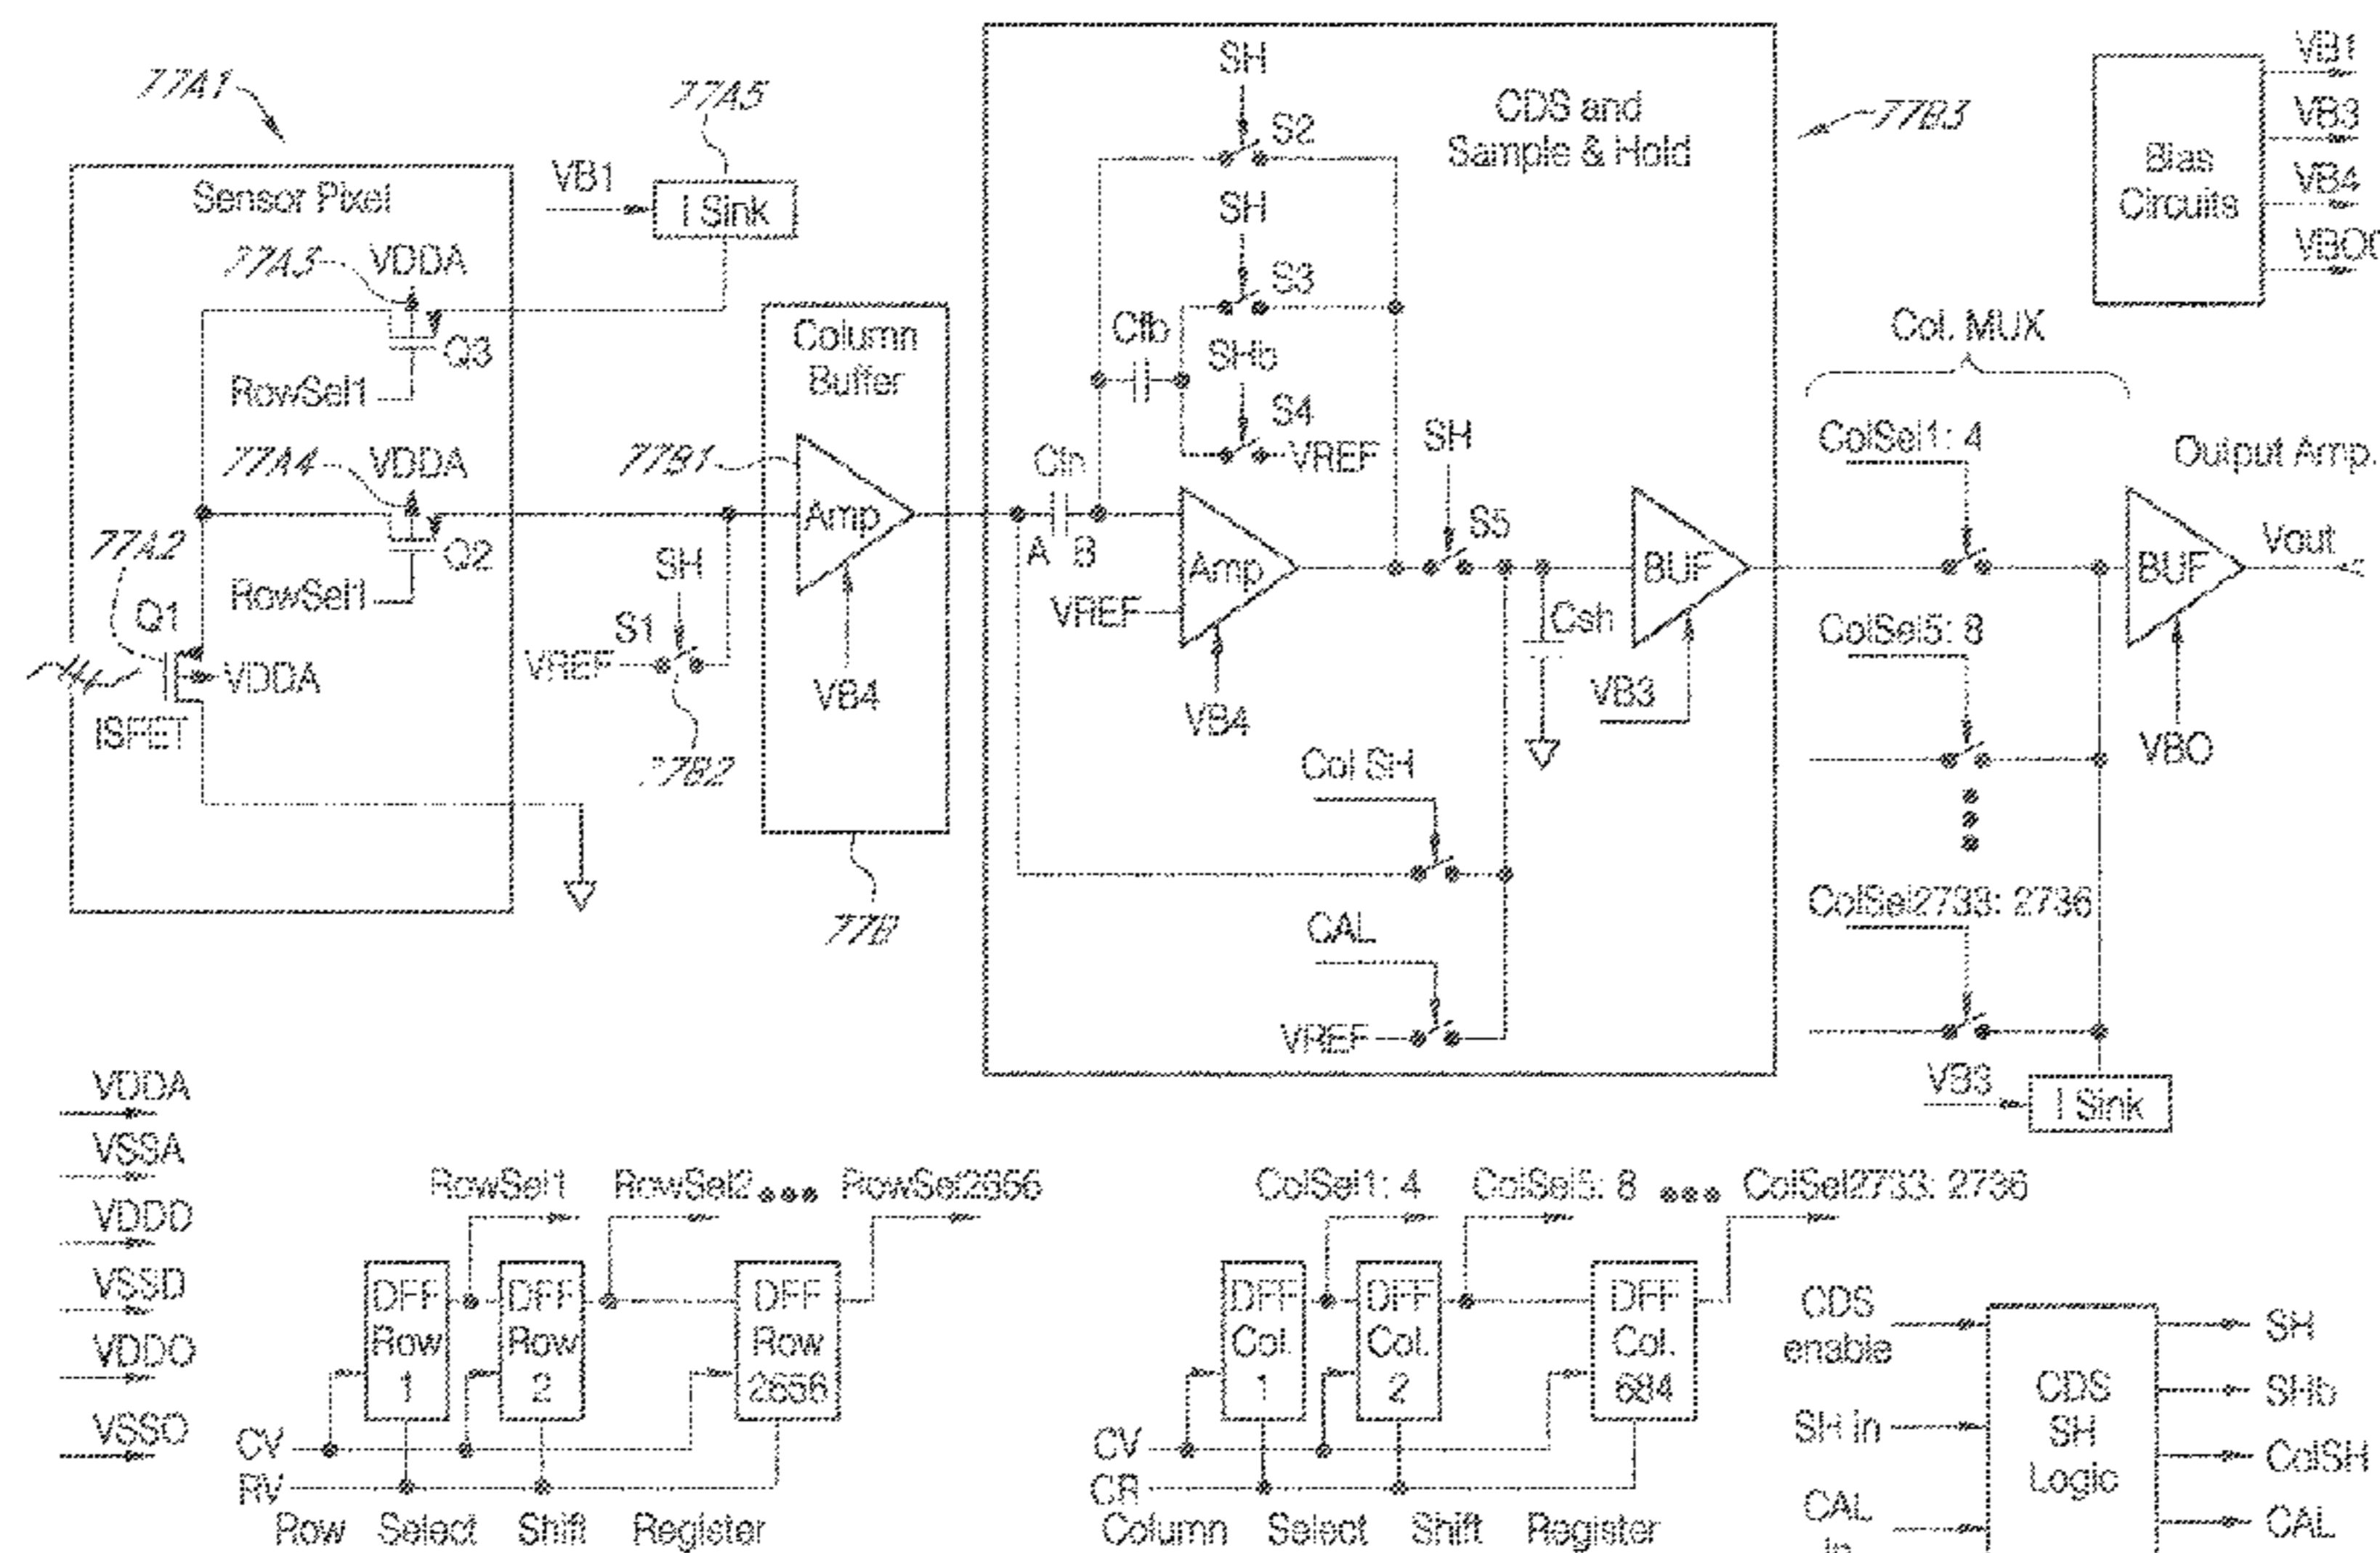 77A1
77A5
VB1
I Sink
Sensor Pixel
77A3
VDDA
Q3
RowSel1
77A4
VDDA
Q2
RowSel1
77A2
Q1
VDDA
ISFET
77B1
Column
Buffer
Amp
VB4
SH
S1
VREF
77B2
77B
CDS and
Sample & Hold
77B3
SH
S2
SH
S3
Cfb
SHb
S4
VREF
Cin
A B
Amp
VREF
VB4
SH
S5
Csh
BUF
VB3
Col SH
CAL
VREF
Bias
Circuits
VB1
VB3
VB4
Col. MUX
ColSel1: 4
ColSel5: 8
ColSel2733: 2736
Output Amp.
BUF
Vout
VBO
VB3
I Sink
VDDA
VSSA
VDDD
VSSD
VDDO
VSSO
RowSel1 RowSel2 RowSel2656
DFF
Row
1
DFF
Row
2
DFF
Row
2656
CV
RV
Row Select Shift Register
ColSel1: 4 ColSel5: 8 ColSel2733: 2736
DFF
Col.
1
DFF
Col.
2
DFF
Col.
684
CV
CR
Column Select Shift Register
CDS
enable
SH in
CAL
in
CDS
SH
Logic
SH
SHb
ColSH
CAL